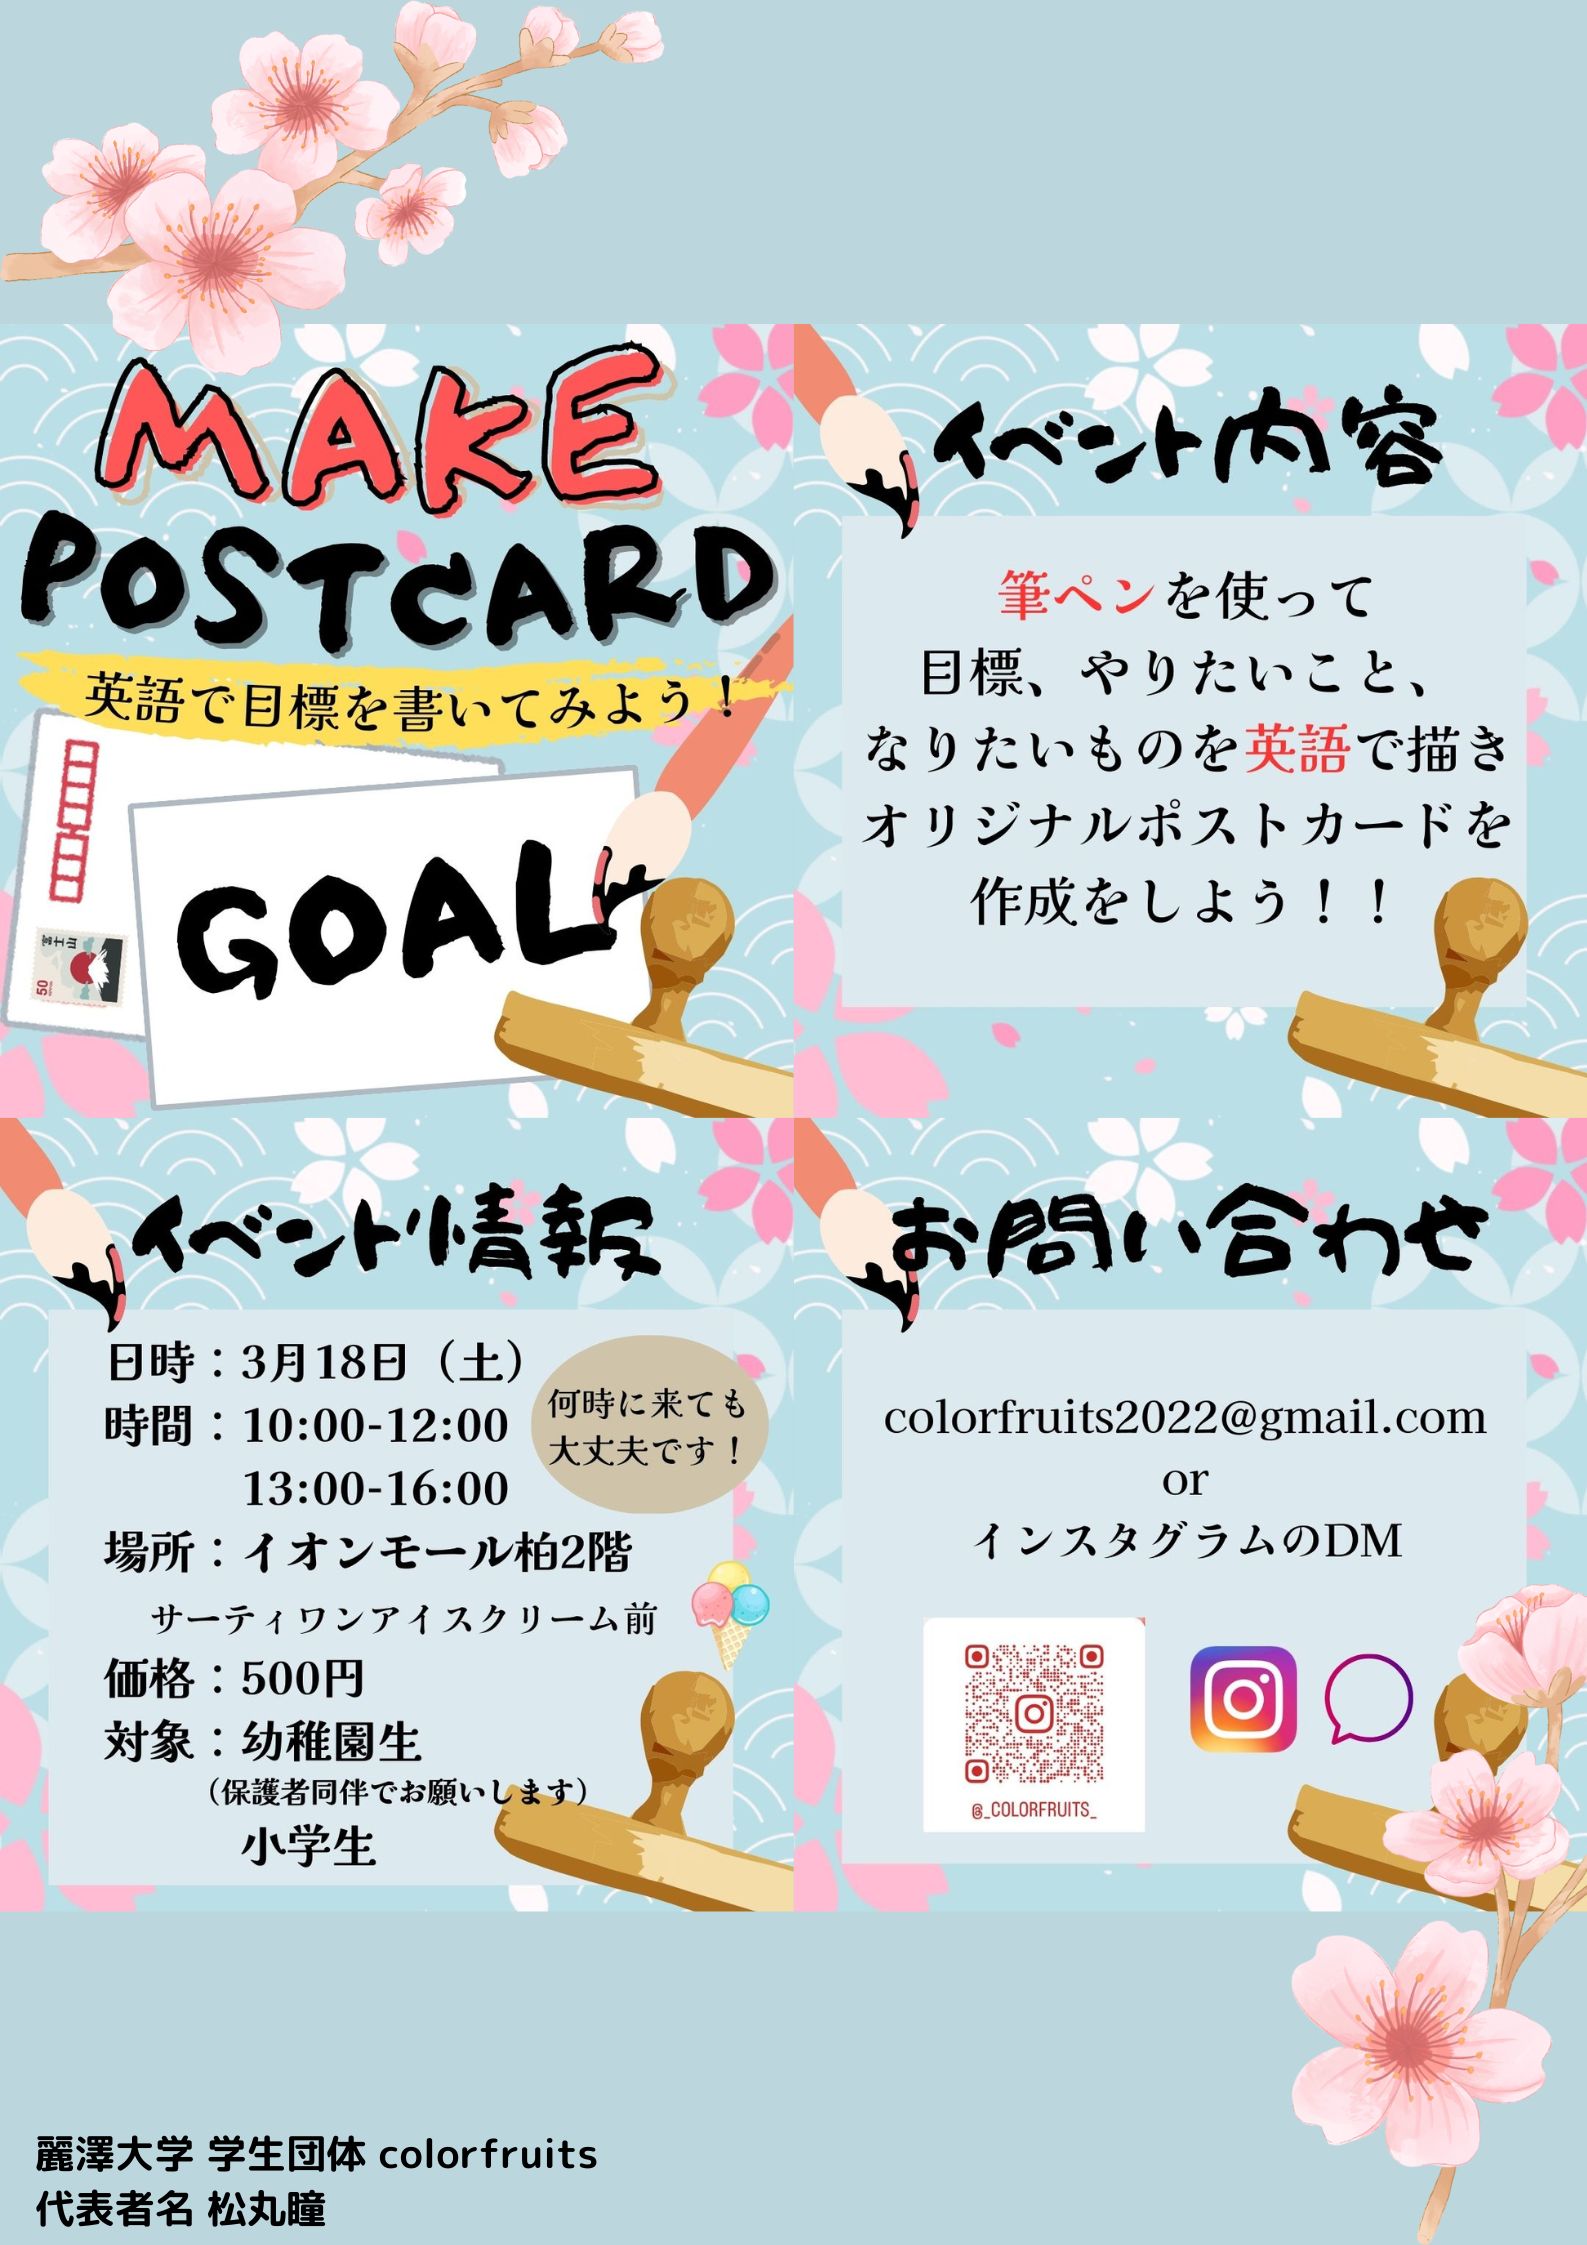 MAKE
POSTCARD
英語で目標を書いてみよう！
富士山
50
GOAL
イベント内容
筆ペンを使って
目標、やりたいこと、
なりたいものを英語で描き
オリジナルポストカードを
作成をしよう！！
イベント情報
日時：3月18日（土）
時間：10:00-12:00
13:00-16:00
何時に来ても
大丈夫です！
場所：イオンモール柏2階
サーティワンアイスクリーム前
価格：500円
対象：幼稚園生
（保護者同伴でお願いします）
小学生
お問い合わせ
colorfruits2022@gmail.com
or
インスタグラムのDM
@_COLORFRUITS_
麗澤大学 学生団体 colorfruits
代表者名 松丸瞳